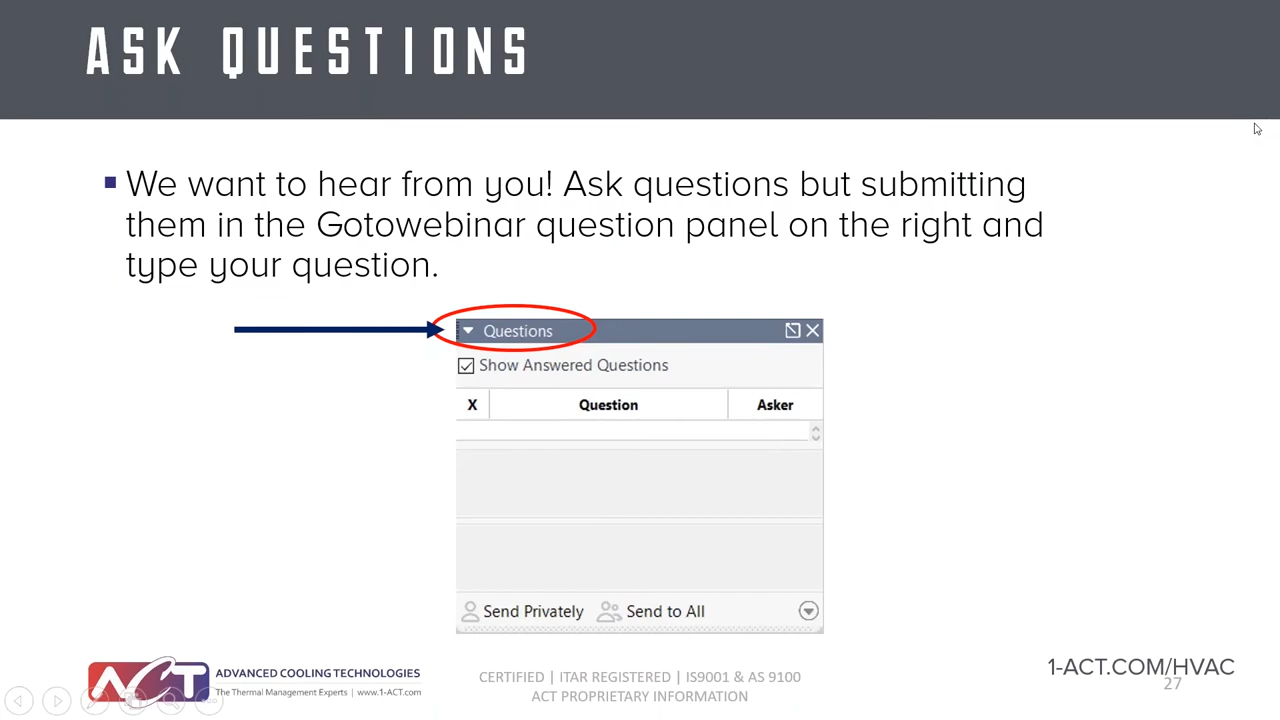 ASK QUESTIONS
We want to hear from you! Ask questions but submitting
them in the Gotowebinar question panel on the right and
type your question.
Questions
Show Answered Questions
X Question Asker
Send Privately Send to All
ACT ADVANCED COOLING TECHNOLOGIES
The Thermal Management Experts | www.1-ACT.com
CERTIFIED | ITAR REGISTERED | IS9001 & AS 9100
ACT PROPRIETARY INFORMATION
1-ACT.COM/HVAC
27